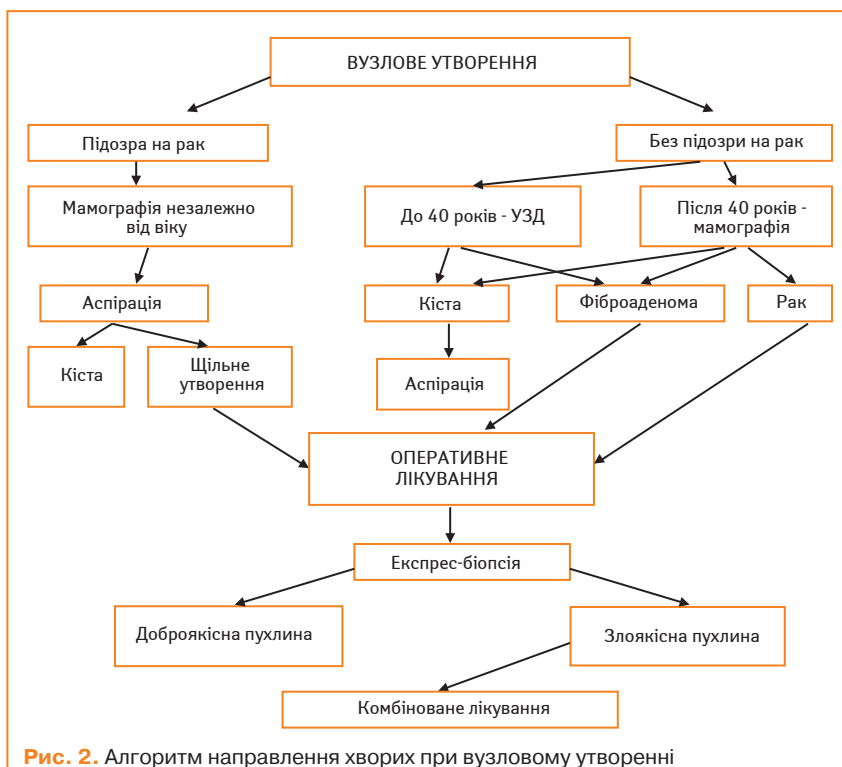 ВУЗЛОВЕ УТВОРЕННЯ
Підозра на рак
Без підозри на рак
Мамографія незалежно
від віку
До 40 років - УЗД
Після 40 років -
мамографія
Аспірація
Кіста
Фіброаденома
Рак
Кіста
Щільне
утворення
Аспірація
ОПЕРАТИВНЕ
ЛІКУВАННЯ
Експрес-біопсія
Доброякісна пухлина
Злоякісна пухлина
Комбіноване лікування
Рис. 2. Алгоритм направлення хворих при вузловому утворенні